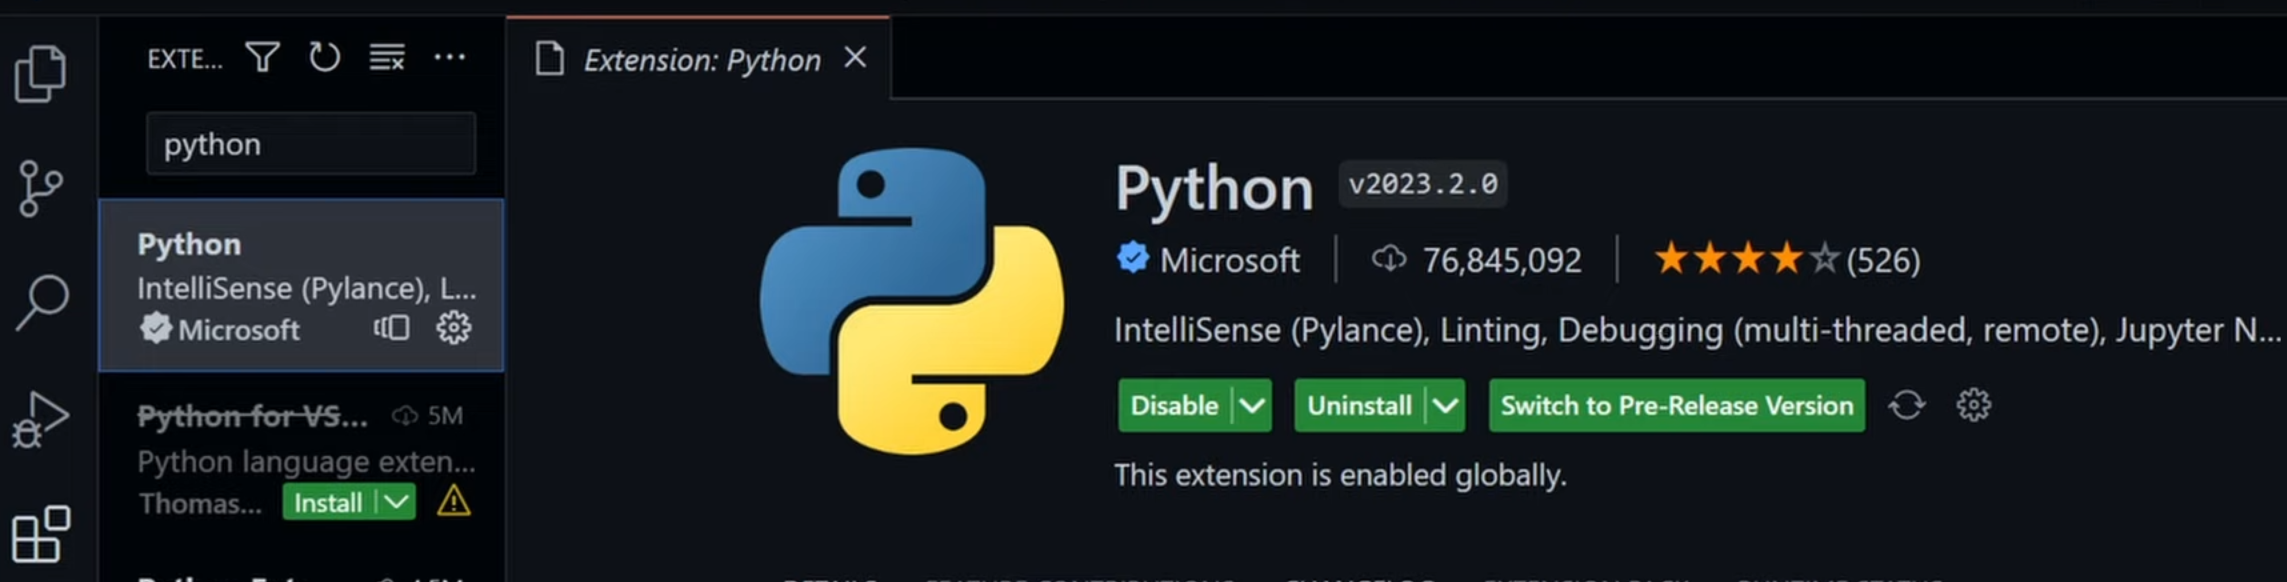 EXTE...
Extension: Python
python
Python
IntelliSense (Pylance), L...
Microsoft
Python for VS...
5M
Python language exten...
Thomas...
Install
Python v2023.2.0
Microsoft
76,845,092
(526)
IntelliSense (Pylance), Linting, Debugging (multi-threaded, remote), Jupyter N...
Disable
Uninstall
Switch to Pre-Release Version
This extension is enabled globally.